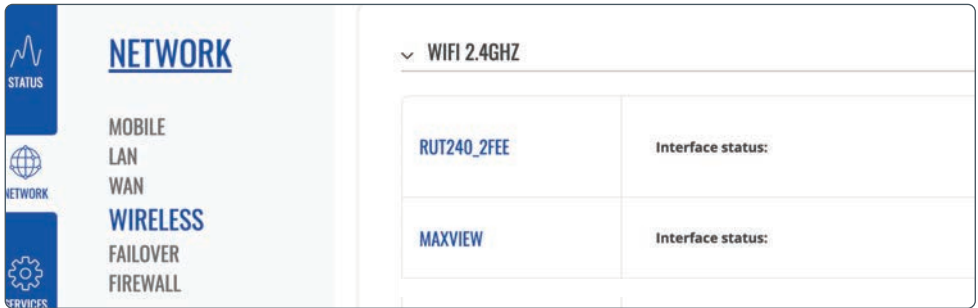 STATUS
NETWORK
SERVICES
NETWORK
MOBILE
LAN
WAN
WIRELESS
FAILOVER
FIREWALL
WIFI 2.4GHZ
RUT240_2FEE
Interface status:
MAXVIEW
Interface status: